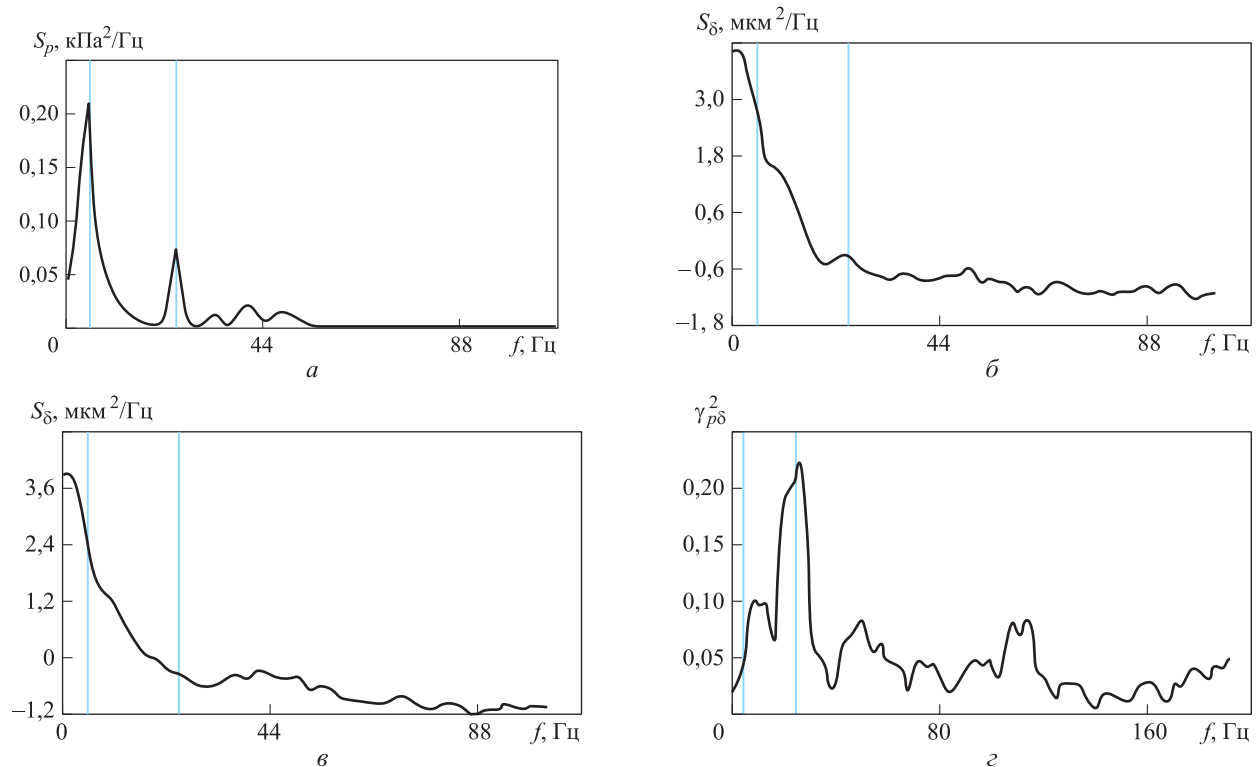 S_p, кПа²/Гц
0,20
0,15
0,10
0,05
0
44
88
f, Гц
а
S_δ, мкм²/Гц
3,0
1,8
0,6
−0,6
−1, 8
0
44
88
f, Гц
б
S_δ, мкм²/Гц
3,6
2,4
1,2
0
−1,2
0
44
88
f, Гц
в
γ²_pδ
0,20
0,15
0,10
0,05
0
80
160
f, Гц
г